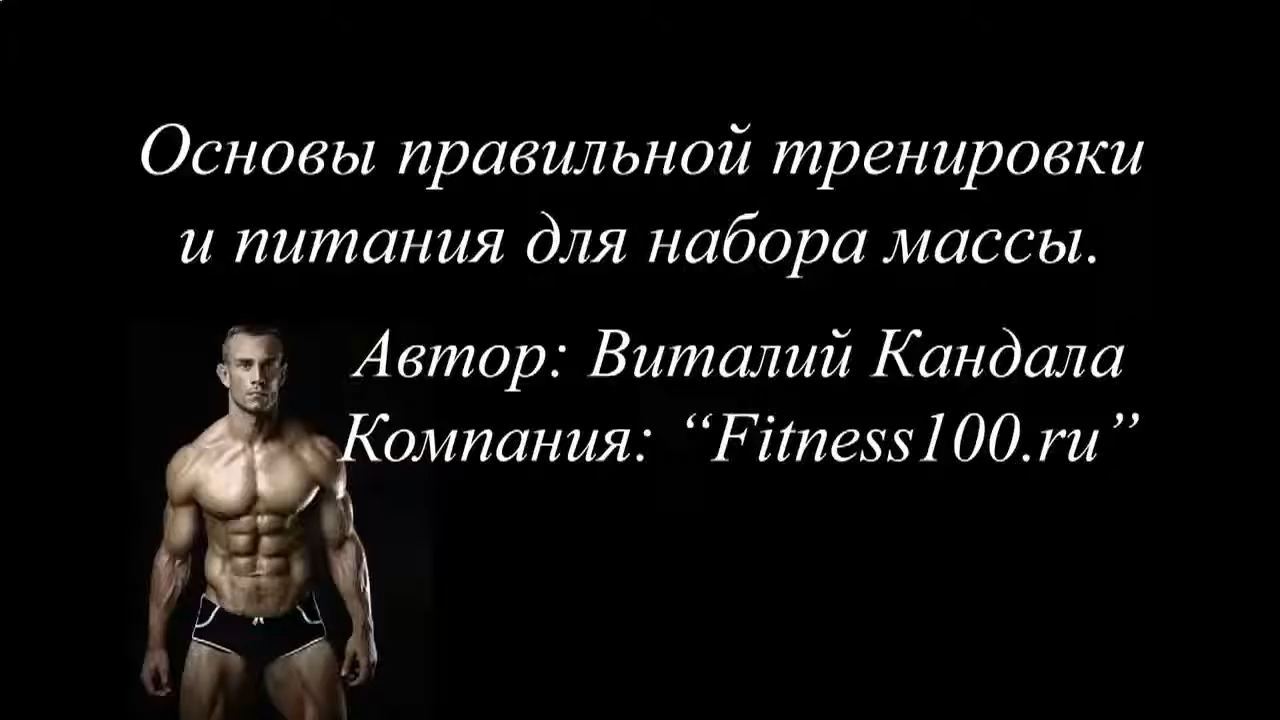 Основы правильной тренировки
и питания для набора массы.
Автор: Виталий Кандала
Компания: “Fitness100.ru”